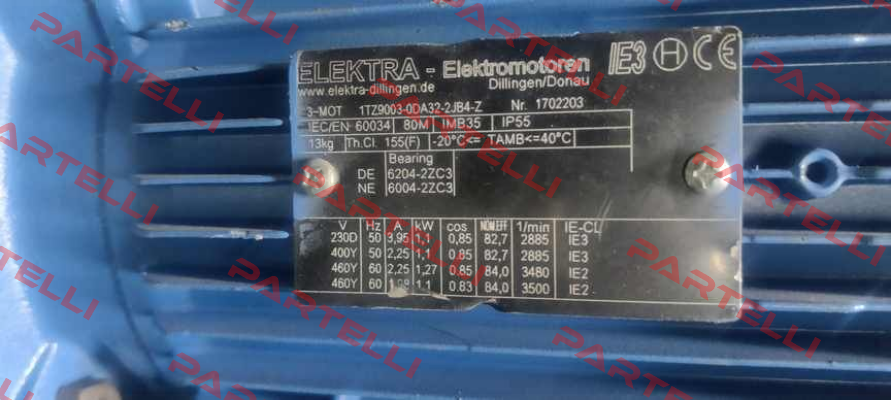 ELEKTRA - Elektromotoren IE3 H CE
www.elektra-dillingen.de Dillingen/Donau
3-MOT 1TZ9003-0DA32-2JB4-Z Nr. 1702203
IEC/EN 60034 80M IMB35 IP55
13kg Th.Cl. 155(F) -20°C<= TAMB<=40°C
Bearing
DE 6204-2ZC3
NE 6004-2ZC3
V Hz A kW cos NOM.EFF 1/min IE-CL
230D 50 3,95 1,1 0,85 82,7 2885 IE3
400Y 50 2,25 1,1 0,85 82,7 2885 IE3
460Y 60 2,25 1,27 0.85 84,0 3480 IE2
460Y 60 1,98 1.1 0.83 84,0 3500 IE2
PARTELLI
PARTELLI
PARTELLI
PARTELLI
PARTELLI
PARTELLI